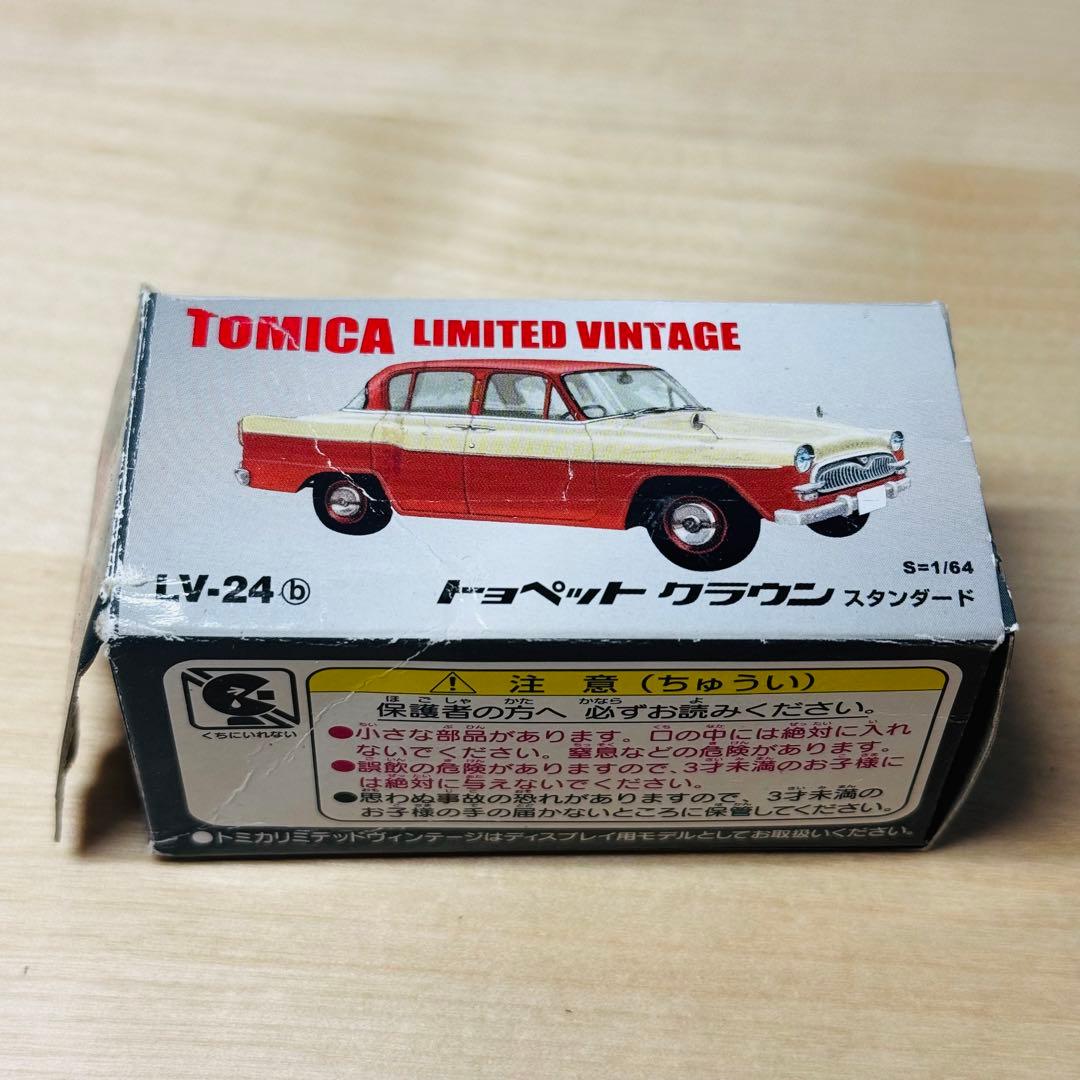 TOMICA LIMITED VINTAGE
S=1/64
LV-24ⓑ トヨペット クラウン スタンダード
くちにいれない
⚠ 注意(ちゅうい)
保護者の方へ 必ずお読みください。
●小さな部品があります。口の中には絶対に入れ
ないでください。窒息などの危険があります。
●誤飲の危険がありますので、3才未満のお子様に
は絶対に与えないでください。
●思わぬ事故の恐れがありますので、3才未満の
お子様の手の届かないところに保管してください。
●トミカリミテッドヴィンテージはディスプレイ用モデルとしてお取扱いください。